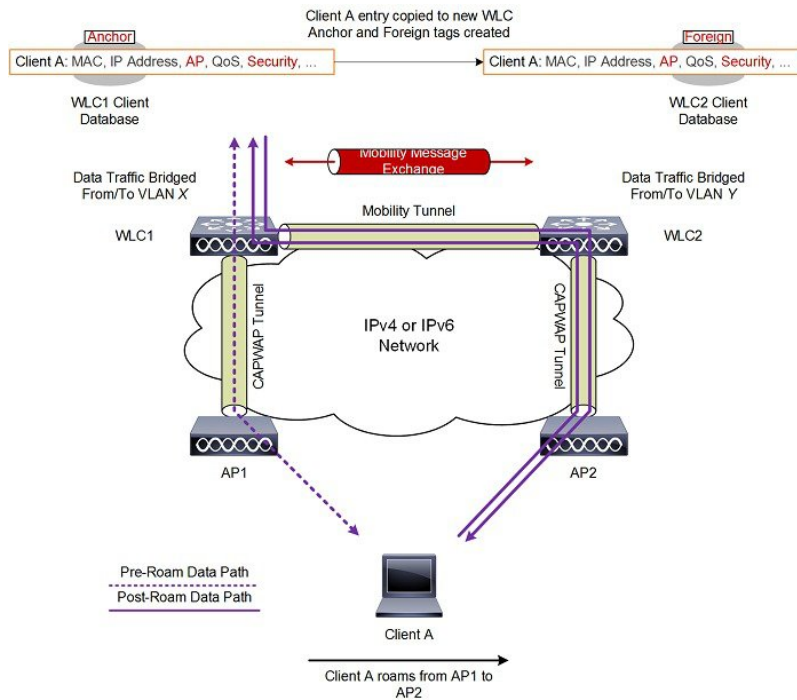 Client A entry copied to new WLC
Anchor and Foreign tags created
Anchor
Foreign
Client A: MAC, IP Address, AP, QoS, Security, ...
Client A: MAC, IP Address, AP, QoS, Security, ...
WLC1 Client
Database
WLC2 Client
Database
Mobility Message
Exchange
Data Traffic Bridged
From/To VLAN X
Data Traffic Bridged
From/To VLAN Y
Mobility Tunnel
WLC1
WLC2
CAPWAP Tunnel
IPv4 or IPv6
Network
CAPWAP Tunnel
AP1
AP2
Pre-Roam Data Path
Post-Roam Data Path
Client A
Client A roams from AP1 to
AP2